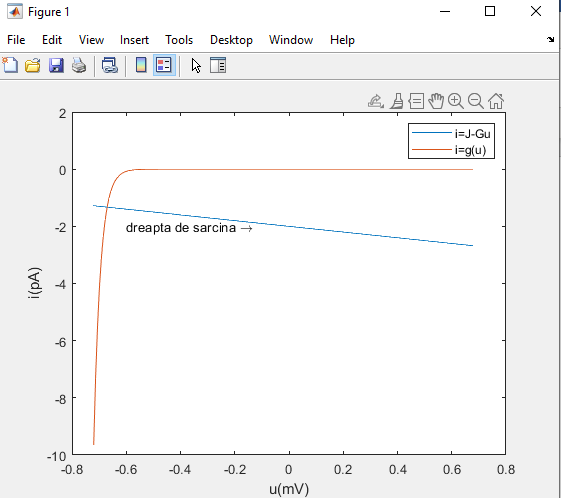 Figure 1
File Edit View Insert Tools Desktop Window Help
i=J-Gu
i=g(u)
2
0
-2
-4
-6
-8
-10
i(pA)
dreapta de sarcina →
-0.8 -0.6 -0.4 -0.2 0 0.2 0.4 0.6 0.8
u(mV)